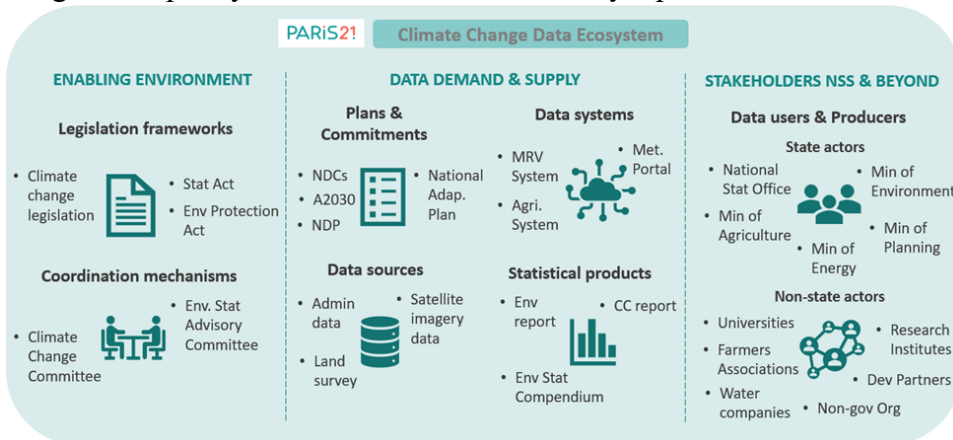 PARiS21 Climate Change Data Ecosystem
ENABLING ENVIRONMENT
Legislation frameworks
• Climate
change
legislation
• Stat Act
• Env Protection
Act
Coordination mechanisms
• Climate
Change
Committee
• Env. Stat
Advisory
Committee
DATA DEMAND & SUPPLY
Plans &
Commitments
• NDCs
• A2030
• NDP
• National
Adap.
Plan
Data systems
• MRV
System
• Agri.
System
• Met.
Portal
Data sources
• Admin
data
• Land
survey
• Satellite
imagery
data
Statistical products
• Env
report
• CC report
• Env Stat
Compendium
STAKEHOLDERS NSS & BEYOND
Data users & Producers
State actors
• National
Stat Office
• Min of
Agriculture
• Min of
Environment
• Min of
Planning
• Min of
Energy
Non-state actors
• Universities
• Farmers
Associations
• Water
companies
• Research
Institutes
• Dev Partners
• Non-gov Org